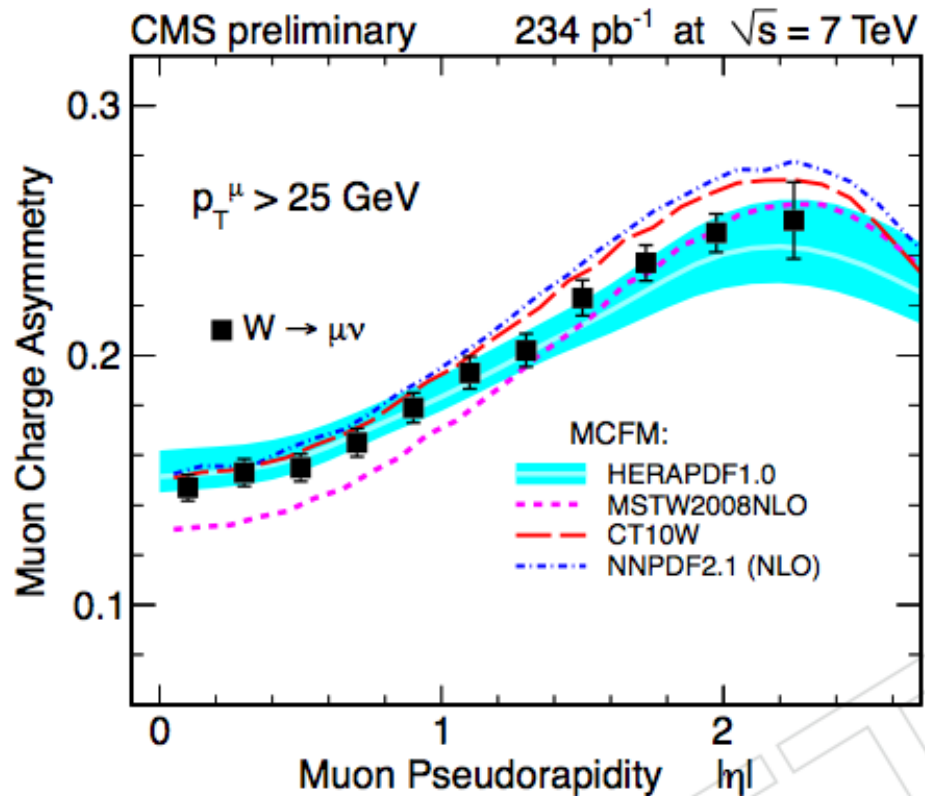 CMS preliminary 234 pb⁻¹ at √s = 7 TeV
Muon Charge Asymmetry
0.3
0.2
0.1
p_T^μ > 25 GeV
W → μν
MCFM:
HERAPDF1.0
MSTW2008NLO
CT10W
NNPDF2.1 (NLO)
0 1 2
Muon Pseudorapidity |η|